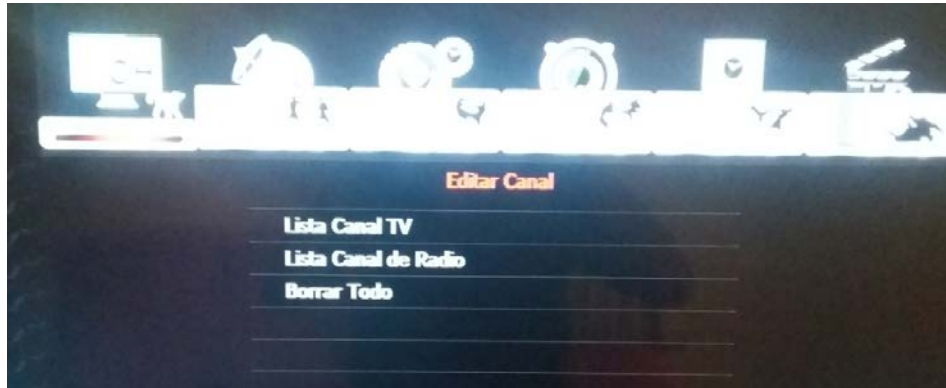 Editar Canal
Lista Canal TV
Lista Canal de Radio
Borrar Todo